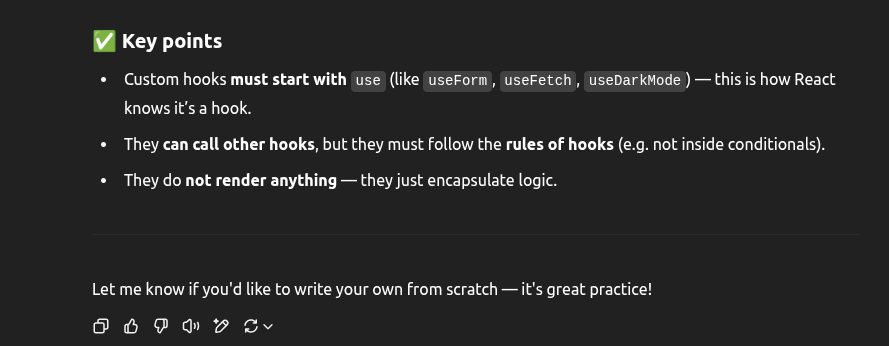 ✅ Key points
• Custom hooks must start with use (like useForm, useFetch, useDarkMode) — this is how React
knows it’s a hook.
• They can call other hooks, but they must follow the rules of hooks (e.g. not inside conditionals).
• They do not render anything — they just encapsulate logic.
Let me know if you'd like to write your own from scratch — it's great practice!